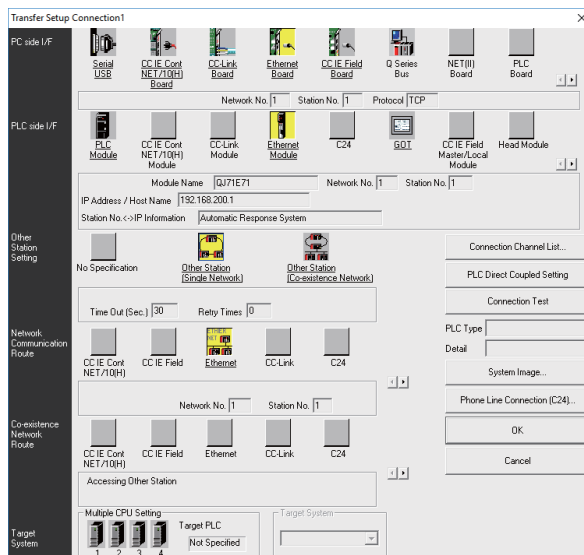 Transfer Setup Connection1
PC side I/F
Serial USB
CC IE Cont NET/10(H) Board
CC-Link Board
Ethernet Board
CC IE Field Board
Q Series Bus
NET(II) Board
PLC Board
Network No. 1 Station No. 1 Protocol TCP
PLC side I/F
PLC Module
CC IE Cont NET/10(H) Module
CC-Link Module
Ethernet Module
C24
GOT
CC IE Field Master/Local Module
Head Module
Module Name QJ71E71 Network No. 1 Station No. 1
IP Address / Host Name 192.168.200.1
Station No.<->IP Information Automatic Response System
Other Station Setting
No Specification
Other Station (Single Network)
Other Station (Co-existence Network)
Time Out (Sec.) 30 Retry Times 0
Network Communication Route
CC IE Cont NET/10(H)
CC IE Field
ETHER NET
Ethernet
CC-Link
C24
Network No. 1 Station No. 1
Co-existence Network Route
CC IE Cont NET/10(H)
CC IE Field
Ethernet
CC-Link
C24
Accessing Other Station
Target System
Multiple CPU Setting
1 2 3 4
Target PLC
Not Specified
Target System
Connection Channel List...
PLC Direct Coupled Setting
Connection Test
PLC Type
Detail
System Image...
Phone Line Connection (C24)...
OK
Cancel